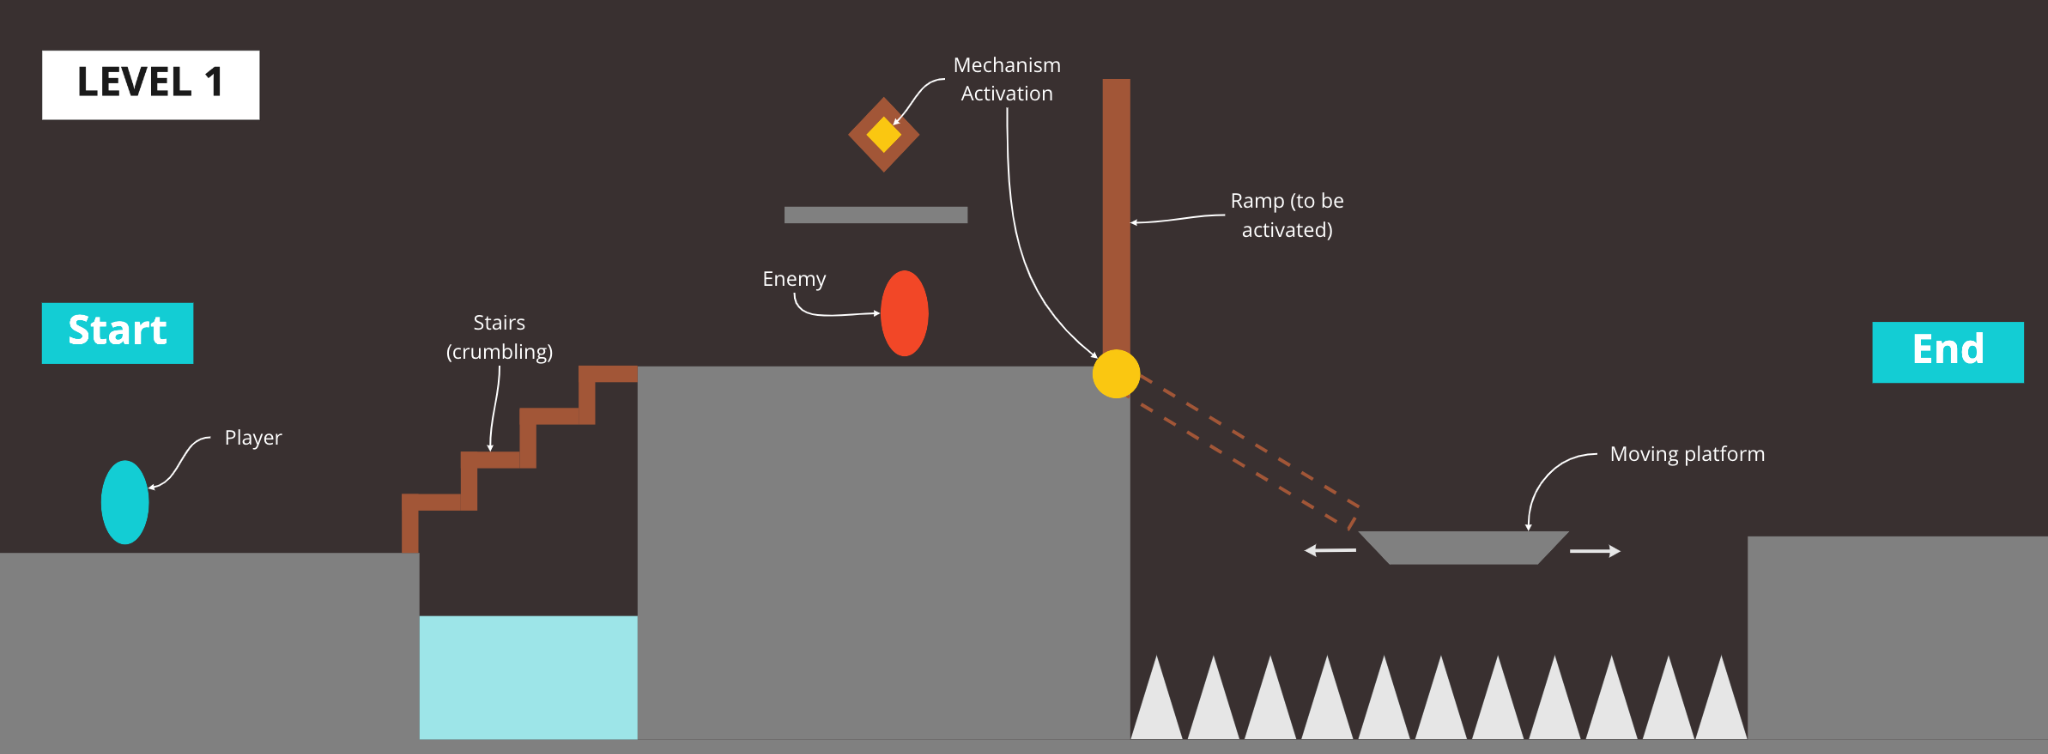 LEVEL 1
Mechanism
Activation
Ramp (to be
activated)
Enemy
Stairs
(crumbling)
Start
End
Player
Moving platform